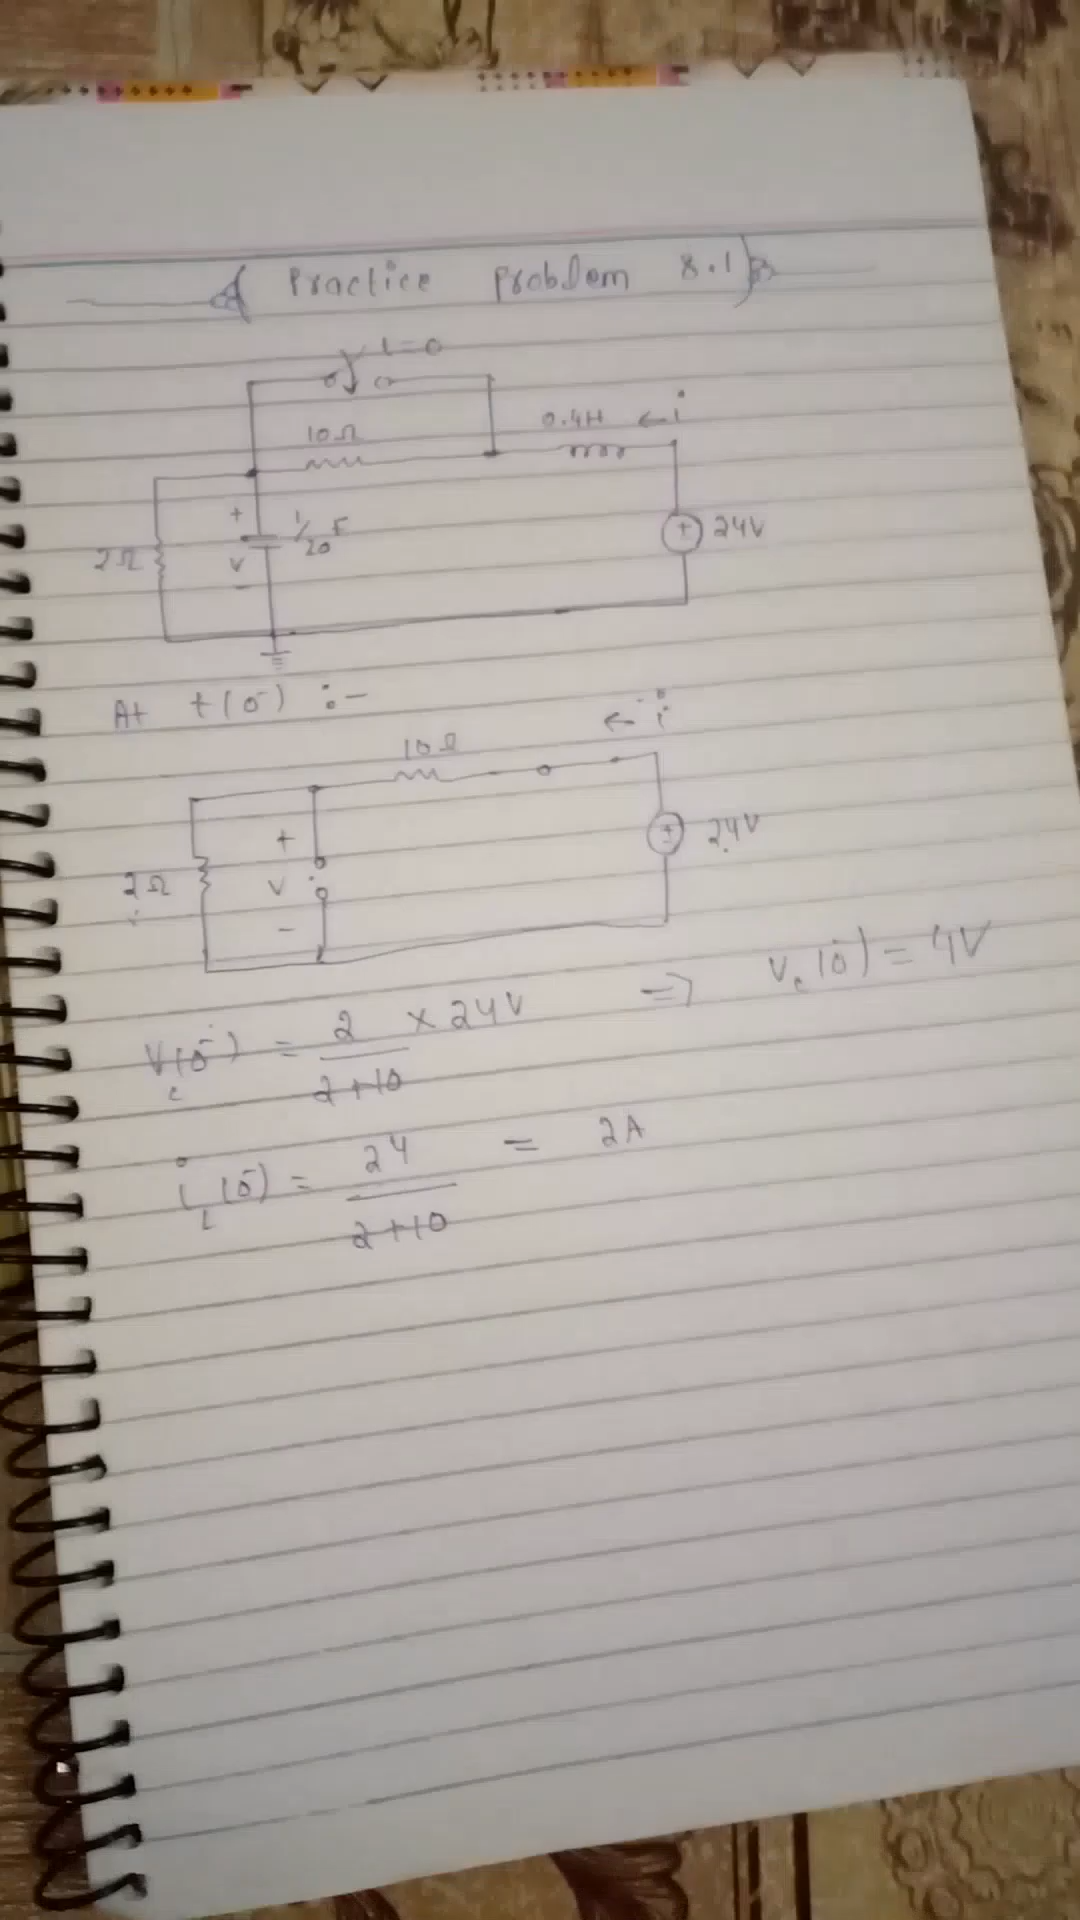 Practice Problem 8.1
t=0
10Ω
0.4H ← i
+
1/20 F
2Ω
V
-
+
24V
At t(0⁻) :-
10Ω
← i
+
2Ω
V
-
+
24V
V_c(0⁻) = 2/(2+10) × 24V ⇒ V_c(0⁻) = 4V
i_L(0⁻) = 24/(2+10) = 2A